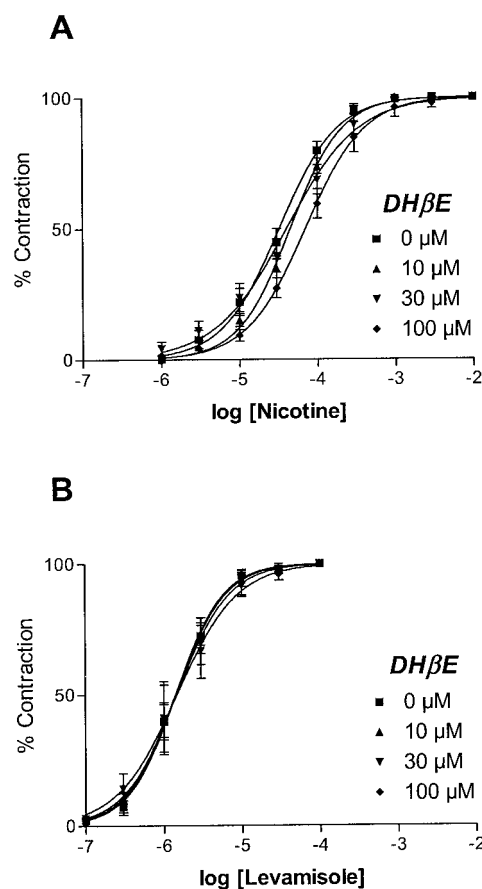 A
100
50
0
% Contraction
DHβE
0 µM
10 µM
30 µM
100 µM
-7 -6 -5 -4 -3 -2
log [Nicotine]
B
100
50
0
% Contraction
DHβE
0 µM
10 µM
30 µM
100 µM
-7 -6 -5 -4 -3 -2
log [Levamisole]